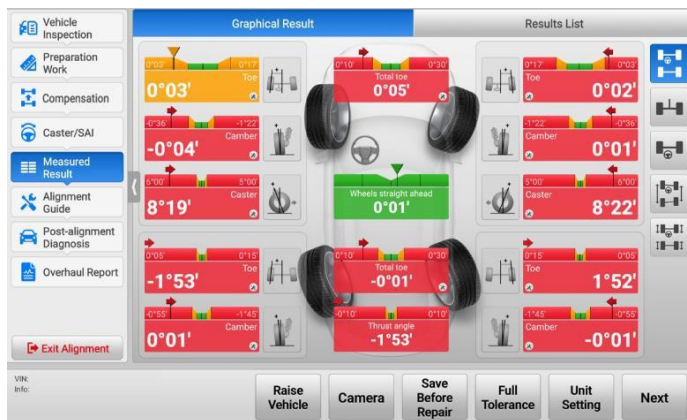 Vehicle
Inspection
Preparation
Work
Compensation
Caster/SAI
Measured
Result
Alignment
Guide
Post-alignment
Diagnosis
Overhaul Report
Exit Alignment
Graphical Result
Results List
0°03' 0°17'
Toe
0°03'
0°10' 0°30'
Total toe
0°05'
0°17' 0°03'
Toe
0°02'
-0°36' -1°22'
Camber
-0°04'
-1°22' -0°36'
Camber
0°01'
6°00' 5°00'
Caster
8°19'
Wheels straight ahead
0°01'
5°00' 6°00'
Caster
8°22'
0°05' 0°15'
Toe
-1°53'
0°10' 0°30'
Total toe
-0°01'
0°15' 0°05'
Toe
1°52'
-0°55' -1°45'
Camber
0°01'
-0°10' 0°10'
Thrust angle
-1°53'
-1°45' -0°55'
Camber
-0°01'
VIN:
Info:
Raise
Vehicle
Camera
Save
Before
Repair
Full
Tolerance
Unit
Setting
Next